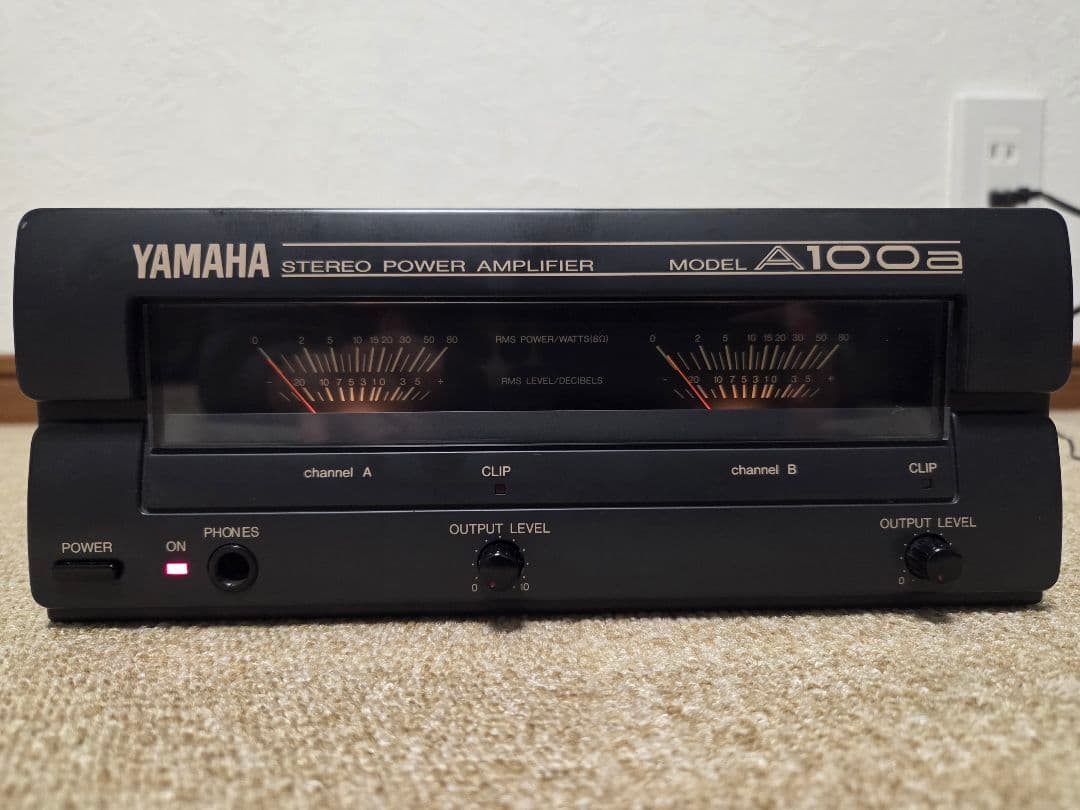 YAMAHA STEREO POWER AMPLIFIER MODEL A100a
0 2 5 10 15 20 30 50 80 RMS POWER/WATTS(8Ω) 0 2 5 10 15 20 30 50 80
- 20 10 7 5 3 1 0 3 5 + RMS LEVEL/DECIBELS - 20 10 7 5 3 1 0 3 5 +
channel A CLIP channel B CLIP
POWER ON PHONES OUTPUT LEVEL OUTPUT LEVEL
0 10 0